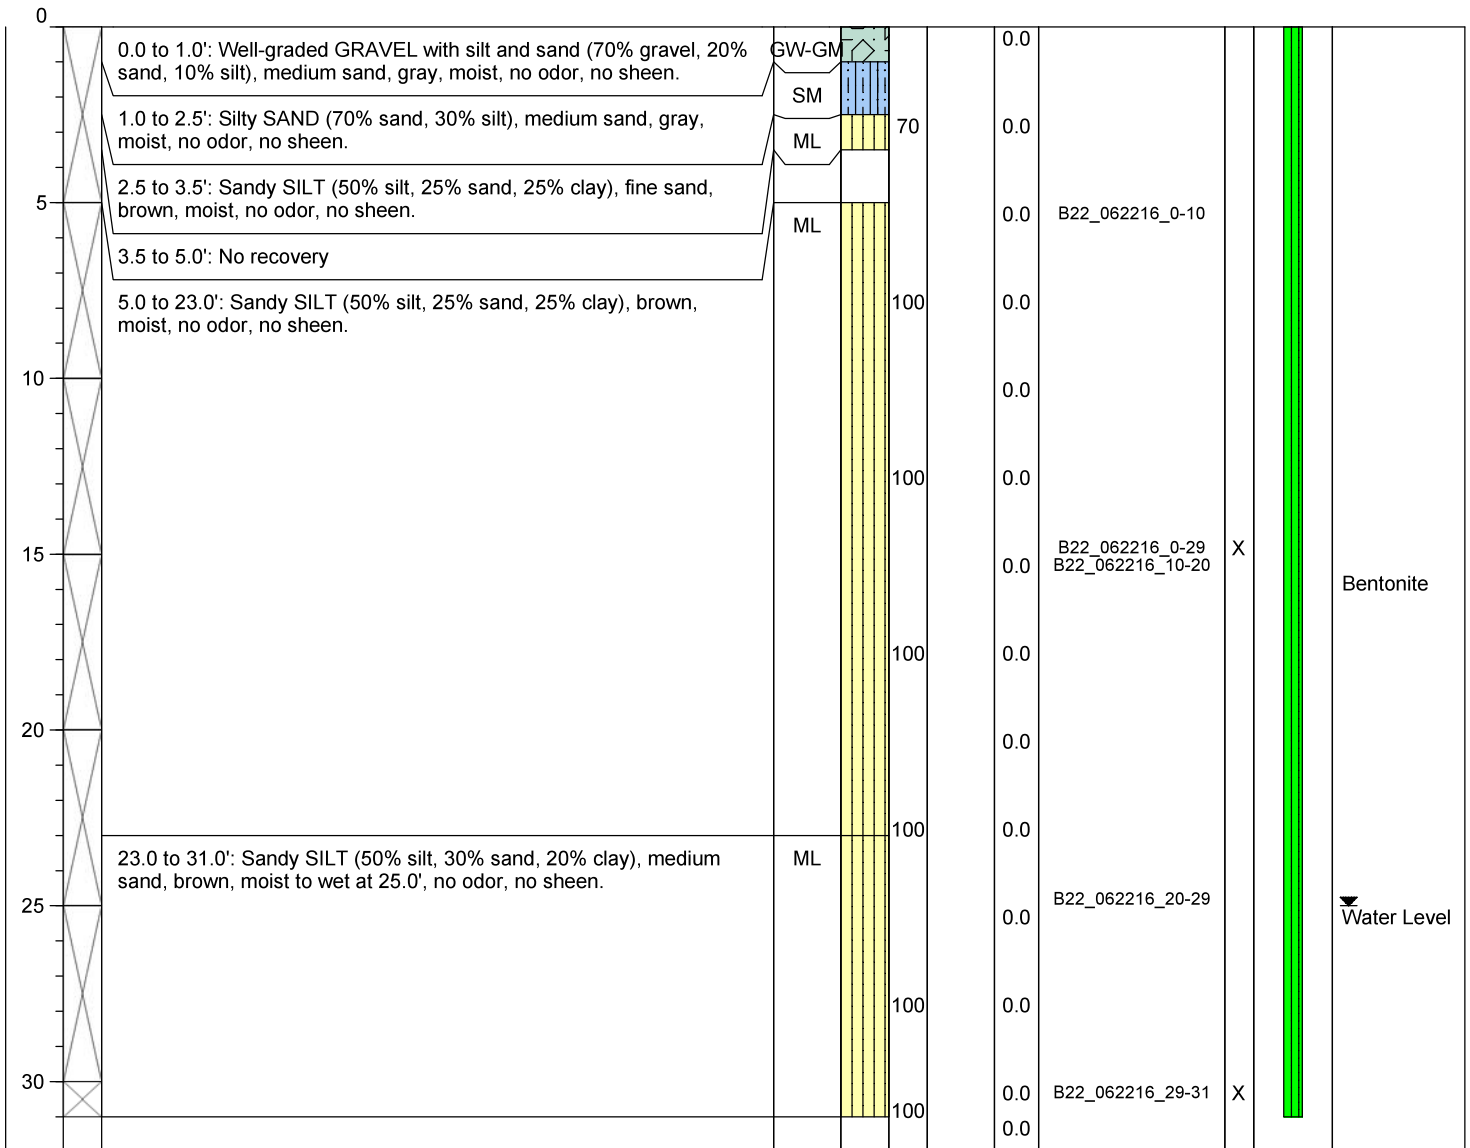 0
0.0 to 1.0': Well-graded GRAVEL with silt and sand (70% gravel, 20%
sand, 10% silt), medium sand, gray, moist, no odor, no sheen.
GW-GM
0.0
1.0 to 2.5': Silty SAND (70% sand, 30% silt), medium sand, gray,
moist, no odor, no sheen.
SM
70
0.0
2.5 to 3.5': Sandy SILT (50% silt, 25% sand, 25% clay), fine sand,
brown, moist, no odor, no sheen.
ML
5
0.0
B22_062216_0-10
3.5 to 5.0': No recovery
ML
5.0 to 23.0': Sandy SILT (50% silt, 25% sand, 25% clay), brown,
moist, no odor, no sheen.
100
0.0
10
0.0
100
0.0
15
B22_062216_0-29
X
0.0
B22_062216_10-20
Bentonite
100
0.0
20
0.0
100
0.0
23.0 to 31.0': Sandy SILT (50% silt, 30% sand, 20% clay), medium
sand, brown, moist to wet at 25.0', no odor, no sheen.
ML
25
B22_062216_20-29
0.0
Water Level
100
0.0
30
0.0
B22_062216_29-31
X
100
0.0